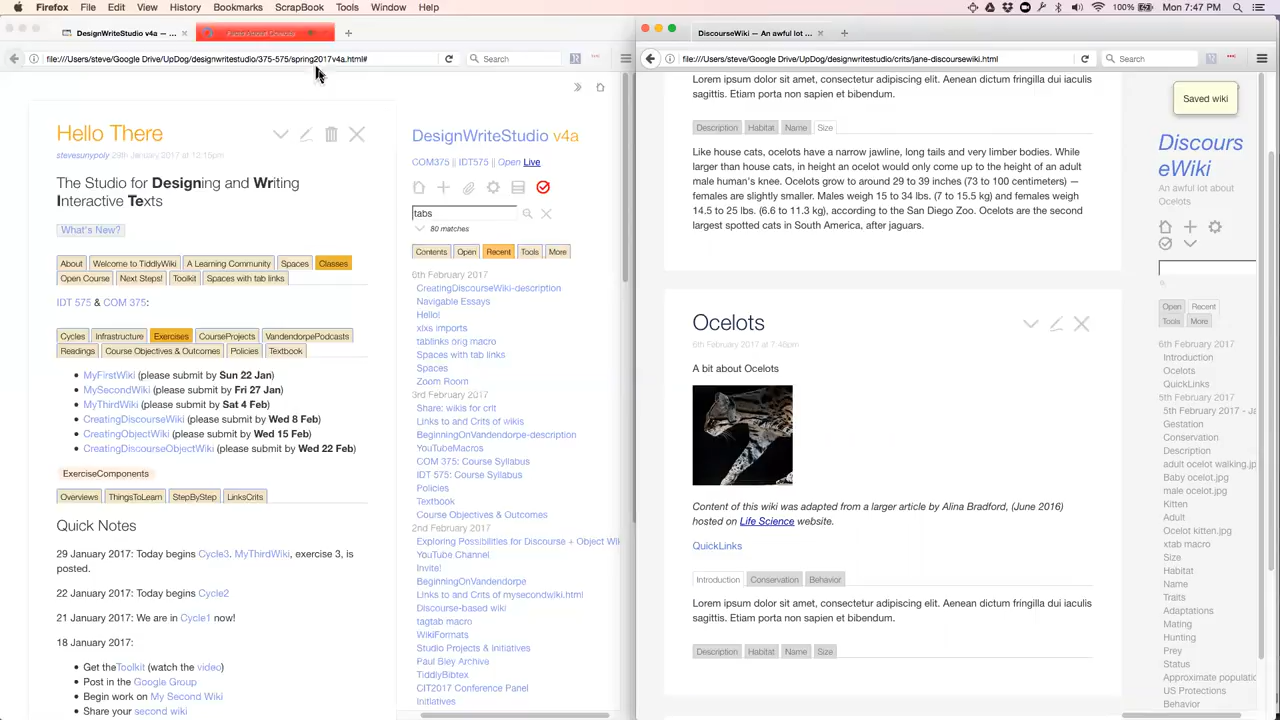 Firefox File Edit View History Bookmarks ScrapBook Tools Window Help
100% Mon 7:47 PM
DesignWriteStudio v4a — ...
Facts About Ocelots
DiscourseWiki — An awful lot ...
file:///Users/steve/Google Drive/UpDog/designwritestudio/375-575/spring2017v4a.html#
Search
file:///Users/steve/Google Drive/UpDog/designwritestudio/crits/jane-discoursewiki.html
Search
Hello There
stevesunypoly 29th January 2017 at 12:15pm
The Studio for Designing and Writing
Interactive Texts
What's New?
About Welcome to TiddlyWiki A Learning Community Spaces Classes
Open Course Next Steps! Toolkit Spaces with tab links
IDT 575 & COM 375:
Cycles Infrastructure Exercises CourseProjects VandendorpePodcasts
Readings Course Objectives & Outcomes Policies Textbook
MyFirstWiki (please submit by Sun 22 Jan)
MySecondWiki (please submit by Fri 27 Jan)
MyThirdWiki (please submit by Sat 4 Feb)
CreatingDiscourseWiki (please submit by Wed 8 Feb)
CreatingObjectWiki (please submit by Wed 15 Feb)
CreatingDiscourseObjectWiki (please submit by Wed 22 Feb)
ExerciseComponents
Overviews ThingsToLearn StepByStep LinksCrits
Quick Notes
29 January 2017: Today begins Cycle3. MyThirdWiki, exercise 3, is
posted.
22 January 2017: Today begins Cycle2
21 January 2017: We are in Cycle1 now!
18 January 2017:
Get theToolkit (watch the video)
Post in the Google Group
Begin work on My Second Wiki
Share your second wiki
DesignWriteStudio v4a
COM375 || IDT575 || Open Live
tabs
80 matches
Contents Open Recent Tools More
6th February 2017
CreatingDiscourseWiki-description
Navigable Essays
Hello!
xlxs imports
tablinks orig macro
Spaces with tab links
Spaces
Zoom Room
3rd February 2017
Share: wikis for crit
Links to and Crits of wikis
BeginningOnVandendorpe-description
YouTubeMacros
COM 375: Course Syllabus
IDT 575: Course Syllabus
Policies
Textbook
Course Objectives & Outcomes
2nd February 2017
Exploring Possibilities for Discourse + Object Wik
YouTube Channel
Invite!
BeginningOnVandendorpe
Links to and Crits of mysecondwiki.html
Discourse-based wiki
tagtab macro
WikiFormats
Studio Projects & Initiatives
Paul Bley Archive
TiddlyBibtex
CIT2017 Conference Panel
Initiatives
Lorem ipsum dolor sit amet, consectetur adipiscing elit. Aenean dictum fringilla dui iaculis
sagittis. Etiam porta non sapien et bibendum.
Description Habitat Name Size
Like house cats, ocelots have a narrow jawline, long tails and very limber bodies. While
larger than house cats, in height an ocelot would only come up to the height of an adult
male human's knee. Ocelots grow to around 29 to 39 inches (73 to 100 centimeters) —
females are slightly smaller. Males weigh 15 to 34 lbs. (7 to 15.5 kg) and females weigh
14.5 to 25 lbs. (6.6 to 11.3 kg), according to the San Diego Zoo. Ocelots are the second
largest spotted cats in South America, after jaguars.
Ocelots
6th February 2017 at 7:46pm
A bit about Ocelots
Content of this wiki was adapted from a larger article by Alina Bradford, (June 2016)
hosted on Life Science website.
QuickLinks
Introduction Conservation Behavior
Lorem ipsum dolor sit amet, consectetur adipiscing elit. Aenean dictum fringilla dui iaculis
sagittis. Etiam porta non sapien et bibendum.
Description Habitat Name Size
Saved wiki
Discours
eWiki
An awful lot about
Ocelots
Open Recent
Tools More
6th February 2017
Introduction
Ocelots
QuickLinks
5th February 2017
5th February 2017 - Ja
Gestation
Conservation
Description
adult ocelot walking.jp
Baby ocelot.jpg
male ocelot.jpg
Kitten
Adult
Ocelot kitten.jpg
xtab macro
Size
Habitat
Name
Traits
Adaptations
Mating
Hunting
Prey
Status
Approximate populatio
US Protections
Behavior